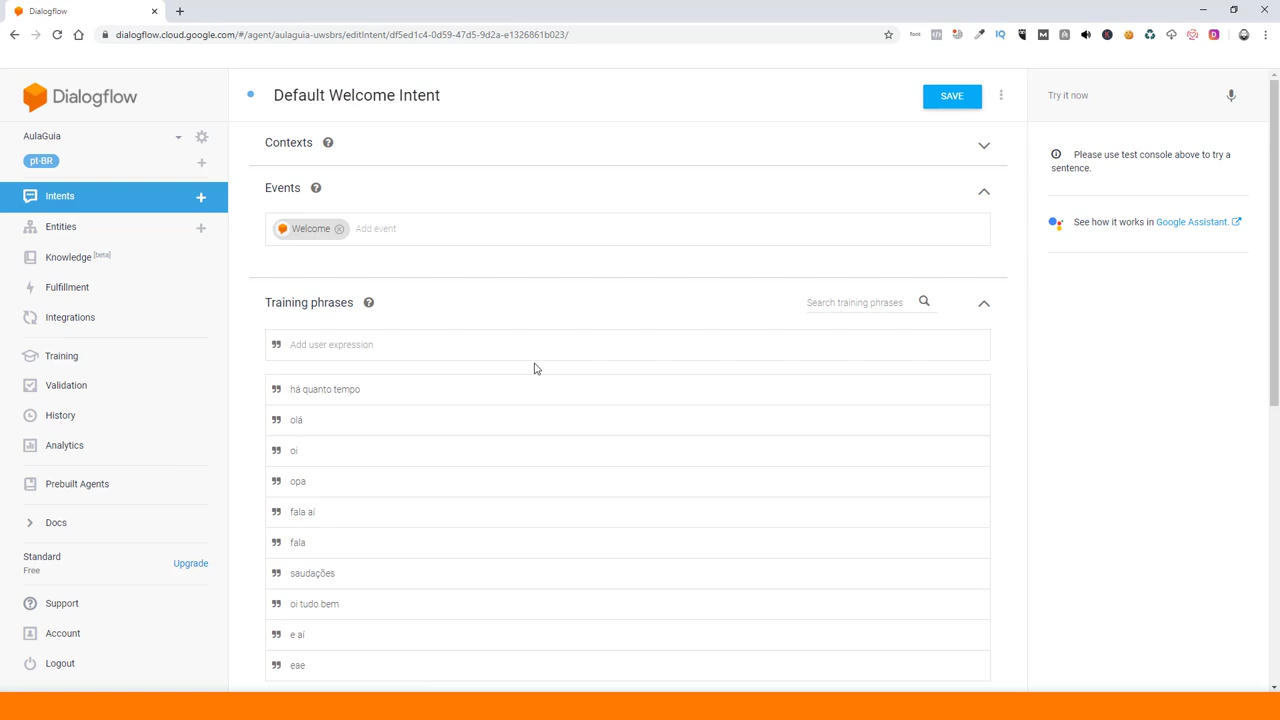 Dialogflow
dialogflow.cloud.google.com/#/agent/aulaguia-uwsbrs/editIntent/df5ed1c4-0d59-47d5-9d2a-e1326861b023/
Dialogflow
AulaGuia
pt-BR
Intents
Entities
Knowledge [beta]
Fulfillment
Integrations
Training
Validation
History
Analytics
Prebuilt Agents
Docs
Standard
Free
Upgrade
Support
Account
Logout
Default Welcome Intent
SAVE
Contexts
Events
Welcome
Add event
Training phrases
Search training phrases
Add user expression
há quanto tempo
olá
oi
opa
fala aí
fala
saudações
oi tudo bem
e aí
eae
Try it now
Please use test console above to try a
sentence.
See how it works in Google Assistant.